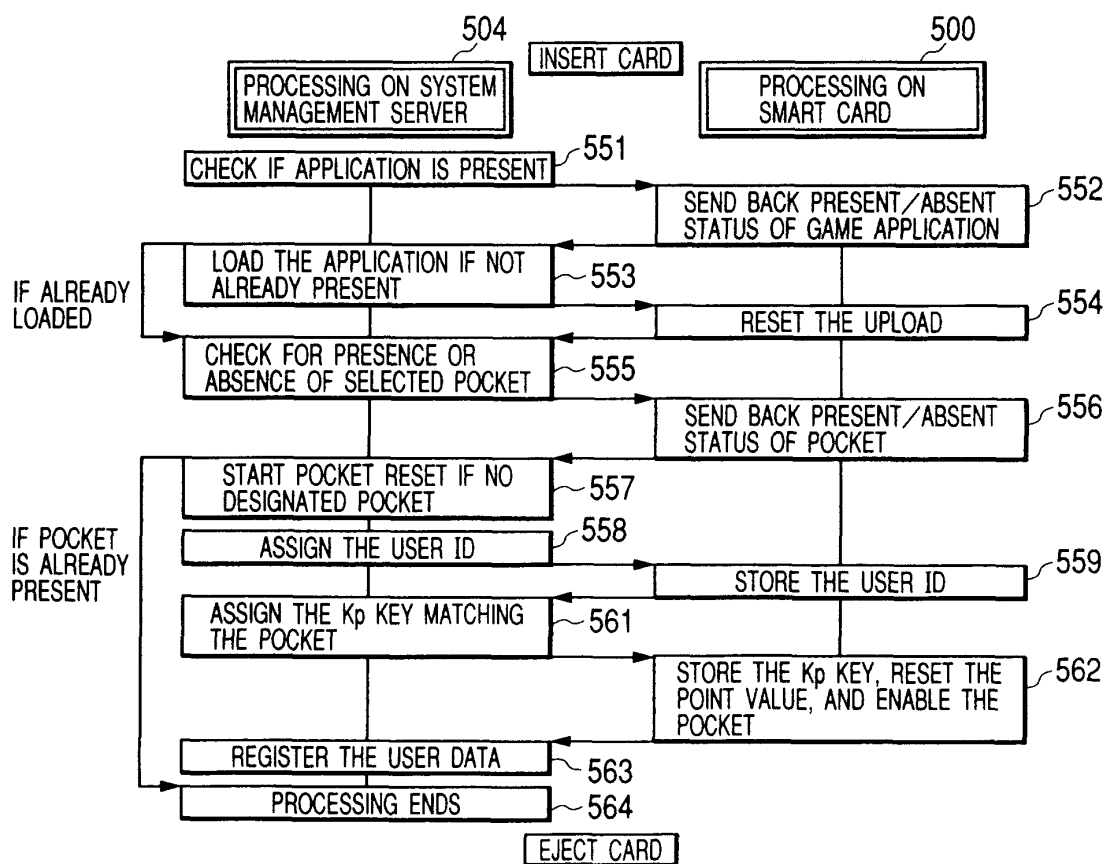 504
500
INSERT CARD
PROCESSING ON SYSTEM
MANAGEMENT SERVER
PROCESSING ON
SMART CARD
CHECK IF APPLICATION IS PRESENT
551
SEND BACK PRESENT/ABSENT
STATUS OF GAME APPLICATION
552
LOAD THE APPLICATION IF NOT
ALREADY PRESENT
553
IF ALREADY
LOADED
RESET THE UPLOAD
554
CHECK FOR PRESENCE OR
ABSENCE OF SELECTED POCKET
555
SEND BACK PRESENT/ABSENT
STATUS OF POCKET
556
START POCKET RESET IF NO
DESIGNATED POCKET
557
IF POCKET
IS ALREADY
PRESENT
ASSIGN THE USER ID
558
STORE THE USER ID
559
ASSIGN THE Kp KEY MATCHING
THE POCKET
561
STORE THE Kp KEY, RESET THE
POINT VALUE, AND ENABLE THE
POCKET
562
REGISTER THE USER DATA
563
PROCESSING ENDS
564
EJECT CARD